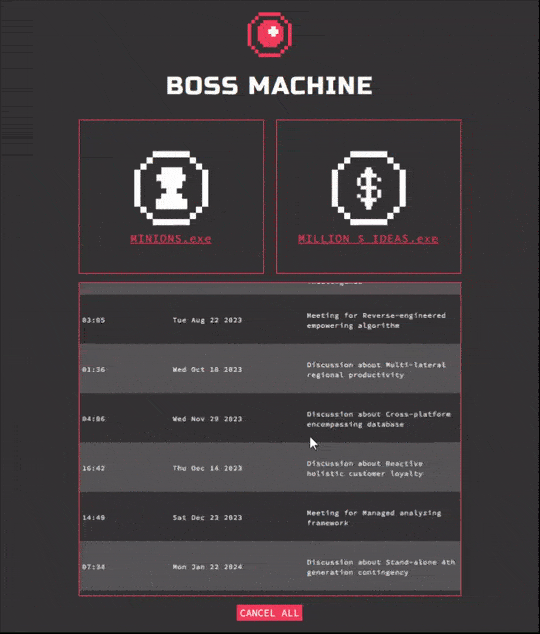 BOSS MACHINE
MINIONS.exe
MILLION $ IDEAS.exe
03:05 Tue Aug 22 2023 Meeting for Reverse-engineered
empowering algorithm
01:36 Wed Oct 18 2023 Discussion about Multi-lateral
regional productivity
04:06 Wed Nov 29 2023 Discussion about Cross-platform
encompassing database
16:42 Thu Dec 14 2023 Discussion about Reactive
holistic customer loyalty
14:49 Sat Dec 23 2023 Meeting for Managed analyzing
framework
07:34 Mon Jan 22 2024 Discussion about Stand-alone 4th
generation contingency
CANCEL ALL